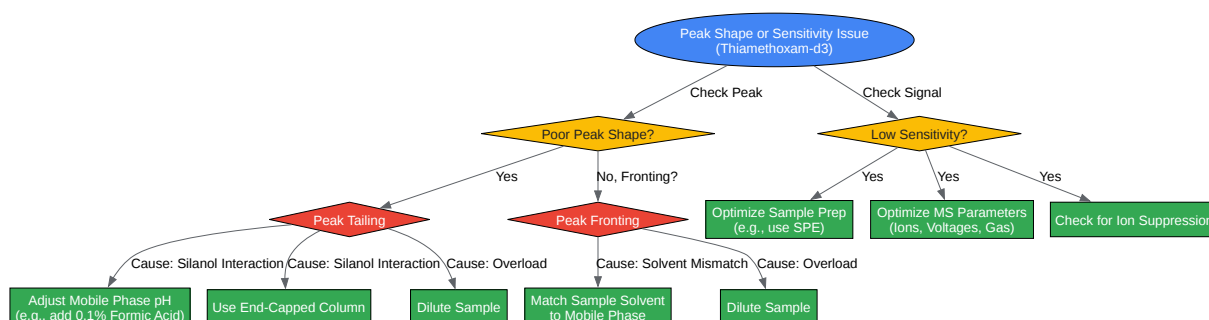 Peak Shape or Sensitivity Issue
(Thiamethoxam-d3)
Check Peak
Check Signal
Poor Peak Shape?
Low Sensitivity?
Yes
No, Fronting?
Yes
Yes
Yes
Peak Tailing
Peak Fronting
Optimize Sample Prep
(e.g., use SPE)
Optimize MS Parameters
(Ions, Voltages, Gas)
Check for Ion Suppression
Cause: Silanol Interaction
Cause: Silanol Interaction
Cause: Overload
Cause: Solvent Mismatch
Cause: Overload
Adjust Mobile Phase pH
(e.g., add 0.1% Formic Acid)
Use End-Capped Column
Dilute Sample
Match Sample Solvent
to Mobile Phase
Dilute Sample